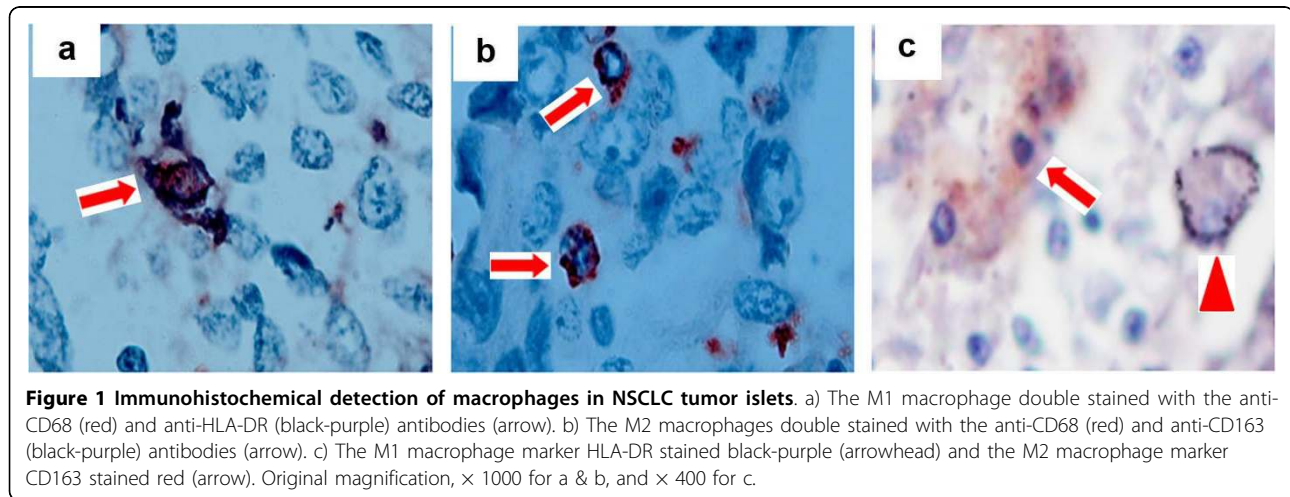 a
b
c
Figure 1 Immunohistochemical detection of macrophages in NSCLC tumor islets. a) The M1 macrophage double stained with the anti-
CD68 (red) and anti-HLA-DR (black-purple) antibodies (arrow). b) The M2 macrophages double stained with the anti-CD68 (red) and anti-CD163
(black-purple) antibodies (arrow). c) The M1 macrophage marker HLA-DR stained black-purple (arrowhead) and the M2 macrophage marker
CD163 stained red (arrow). Original magnification, × 1000 for a & b, and × 400 for c.